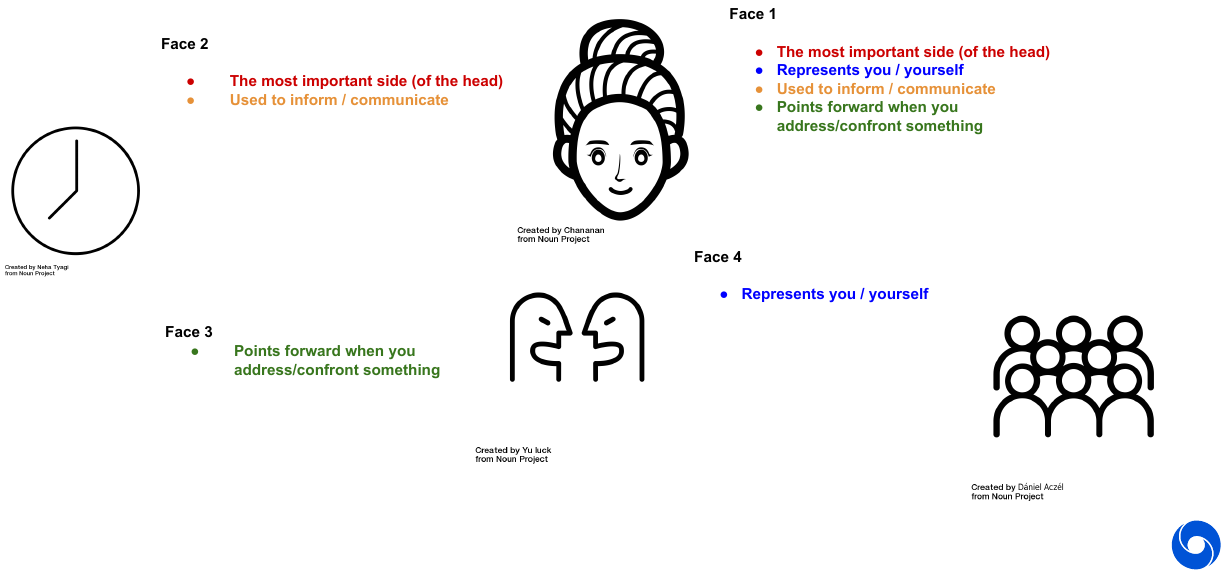 Face 1
● The most important side (of the head)
● Represents you / yourself
● Used to inform / communicate
● Points forward when you
address/confront something
Face 2
● The most important side (of the head)
● Used to inform / communicate
Created by Neha Tyagi
from Noun Project
Created by Chananan
from Noun Project
Face 3
● Points forward when you
address/confront something
Created by Yu luck
from Noun Project
Face 4
● Represents you / yourself
Created by Dániel Aczél
from Noun Project